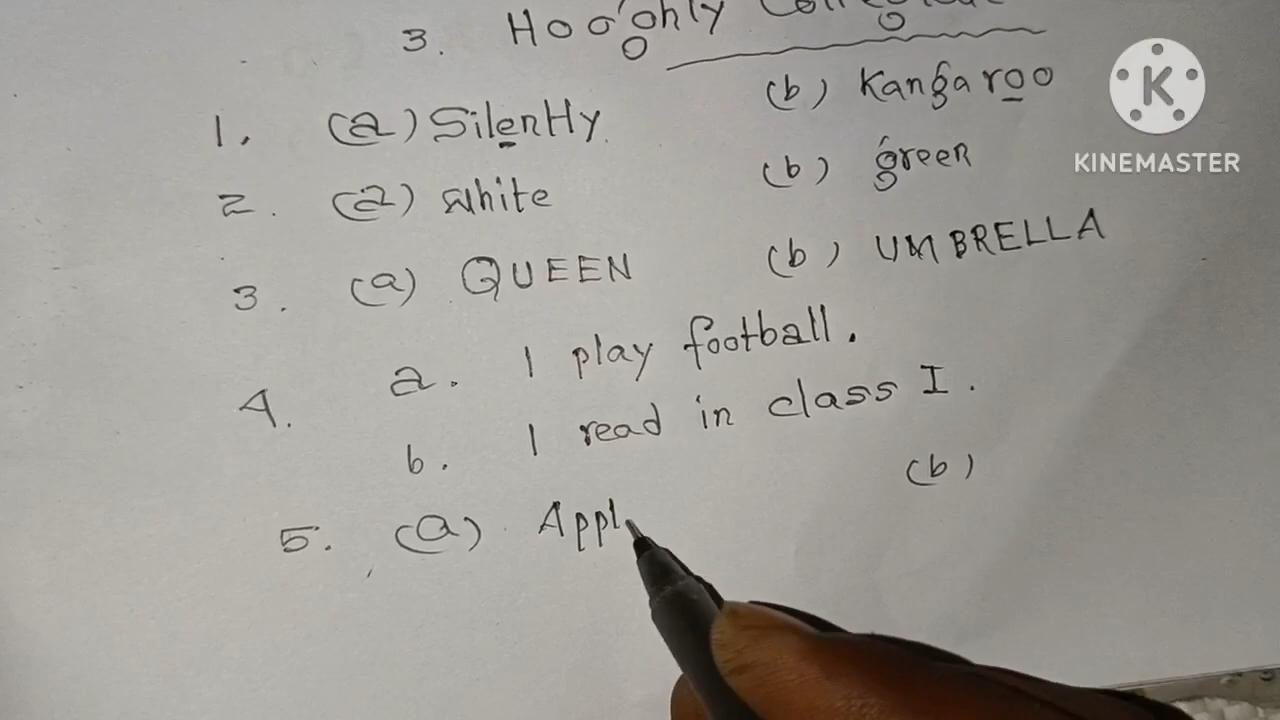 3. Hooghly
1. (a) Silently (b) Kangaroo
2. (a) White (b) green
3. (a) QUEEN (b) UMBRELLA
4. a. I play football.
b. I read in class I.
5. (a) Appl (b)
K
KINEMASTER